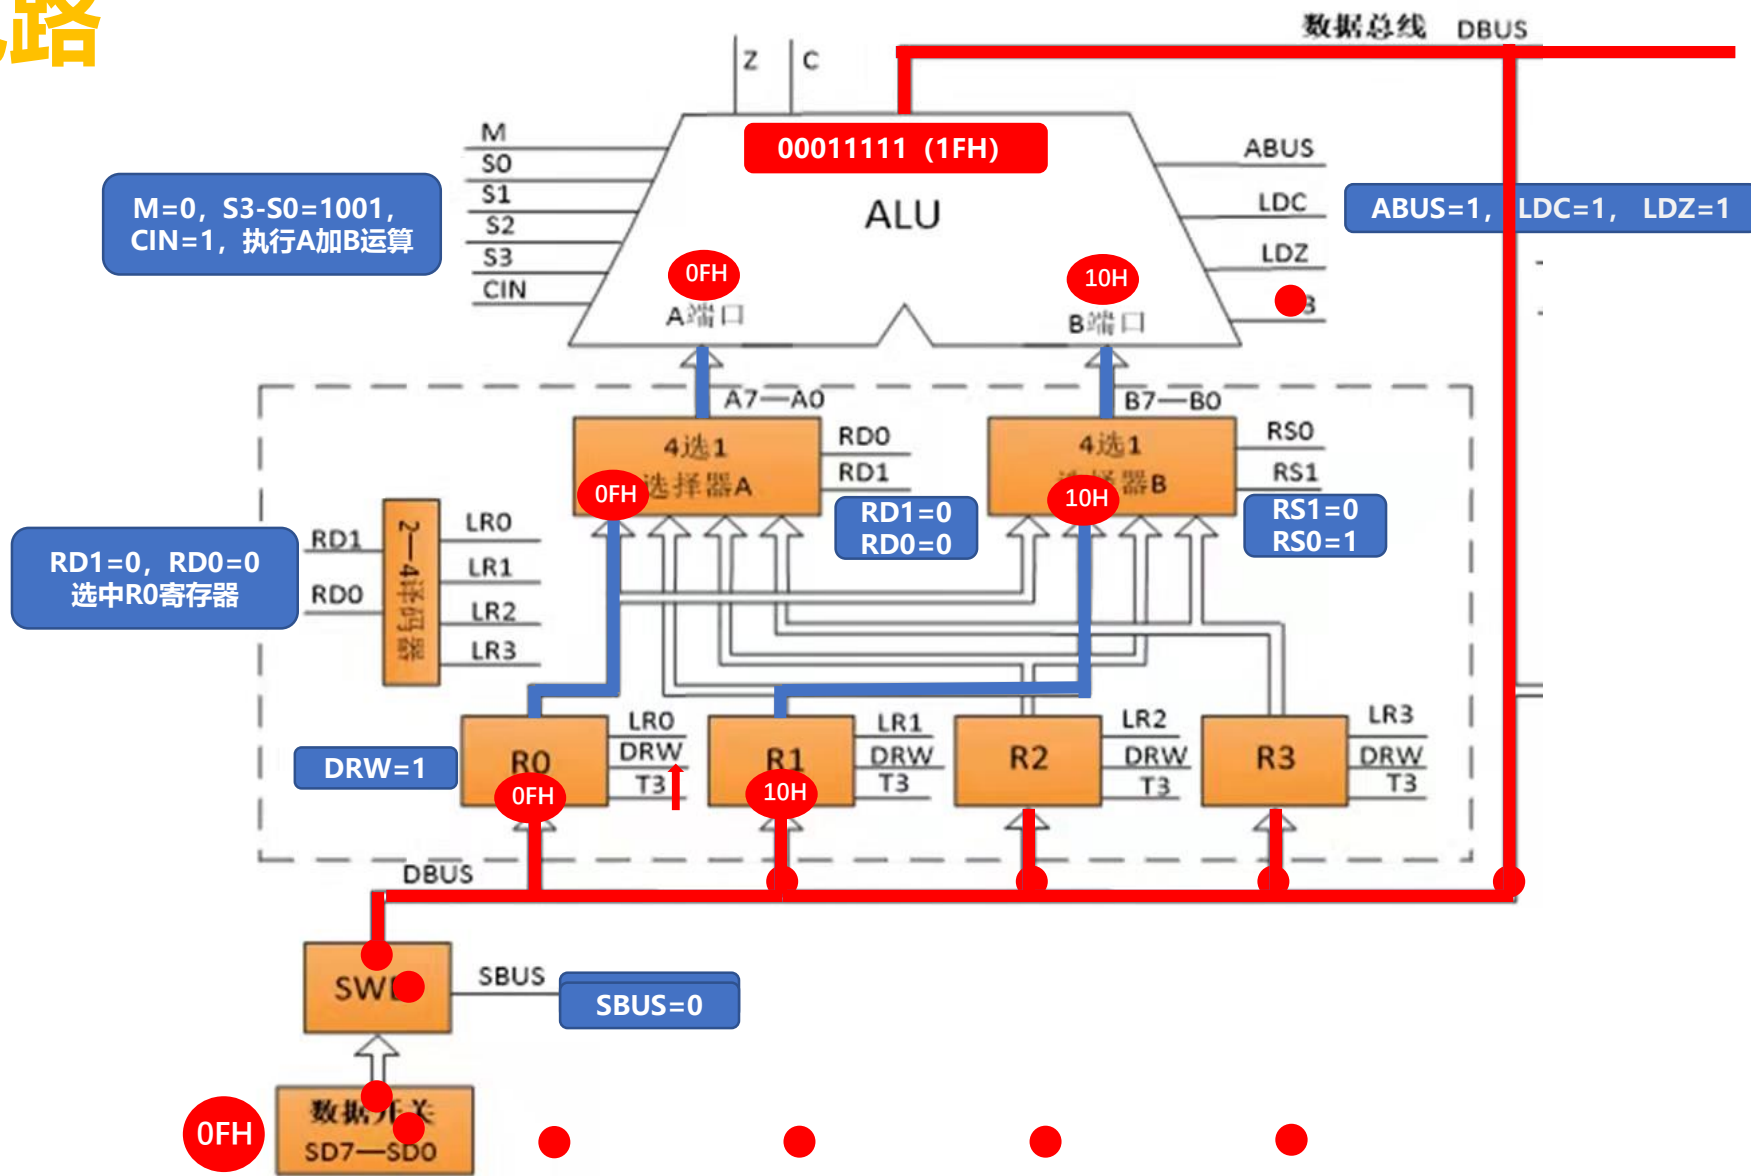 路
数据总线 DBUS
Z
C
M
S0
S1
S2
S3
CIN
00011111（1FH）
ALU
ABUS
LDC
LDZ
M=0，S3-S0=1001，
CIN=1，执行A加B运算
ABUS=1， LDC=1， LDZ=1
0FH
A端口
10H
B端口
A7—A0
B7—B0
4选1
选择器A
0FH
RD0
RD1
4选1
选择器B
10H
RS0
RS1
RD1=0
RD0=0
RS1=0
RS0=1
RD1=0，RD0=0
选中R0寄存器
RD1
RD0
2—4译码器
LR0
LR1
LR2
LR3
DRW=1
R0
0FH
LR0
DRW
T3
R1
10H
LR1
DRW
T3
R2
LR2
DRW
T3
R3
LR3
DRW
T3
DBUS
SBUS
SBUS=0
0FH
数据开关
SD7—SD0